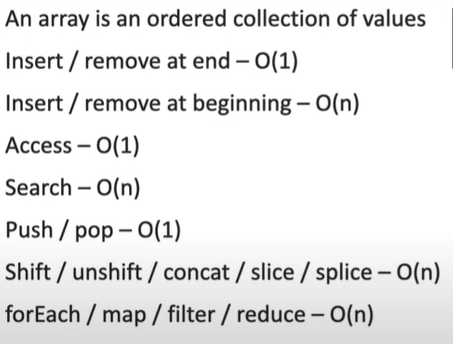 An array is an ordered collection of values
Insert / remove at end – O(1)
Insert / remove at beginning – O(n)
Access – O(1)
Search – O(n)
Push / pop – O(1)
Shift / unshift / concat / slice / splice – O(n)
forEach / map / filter / reduce – O(n)